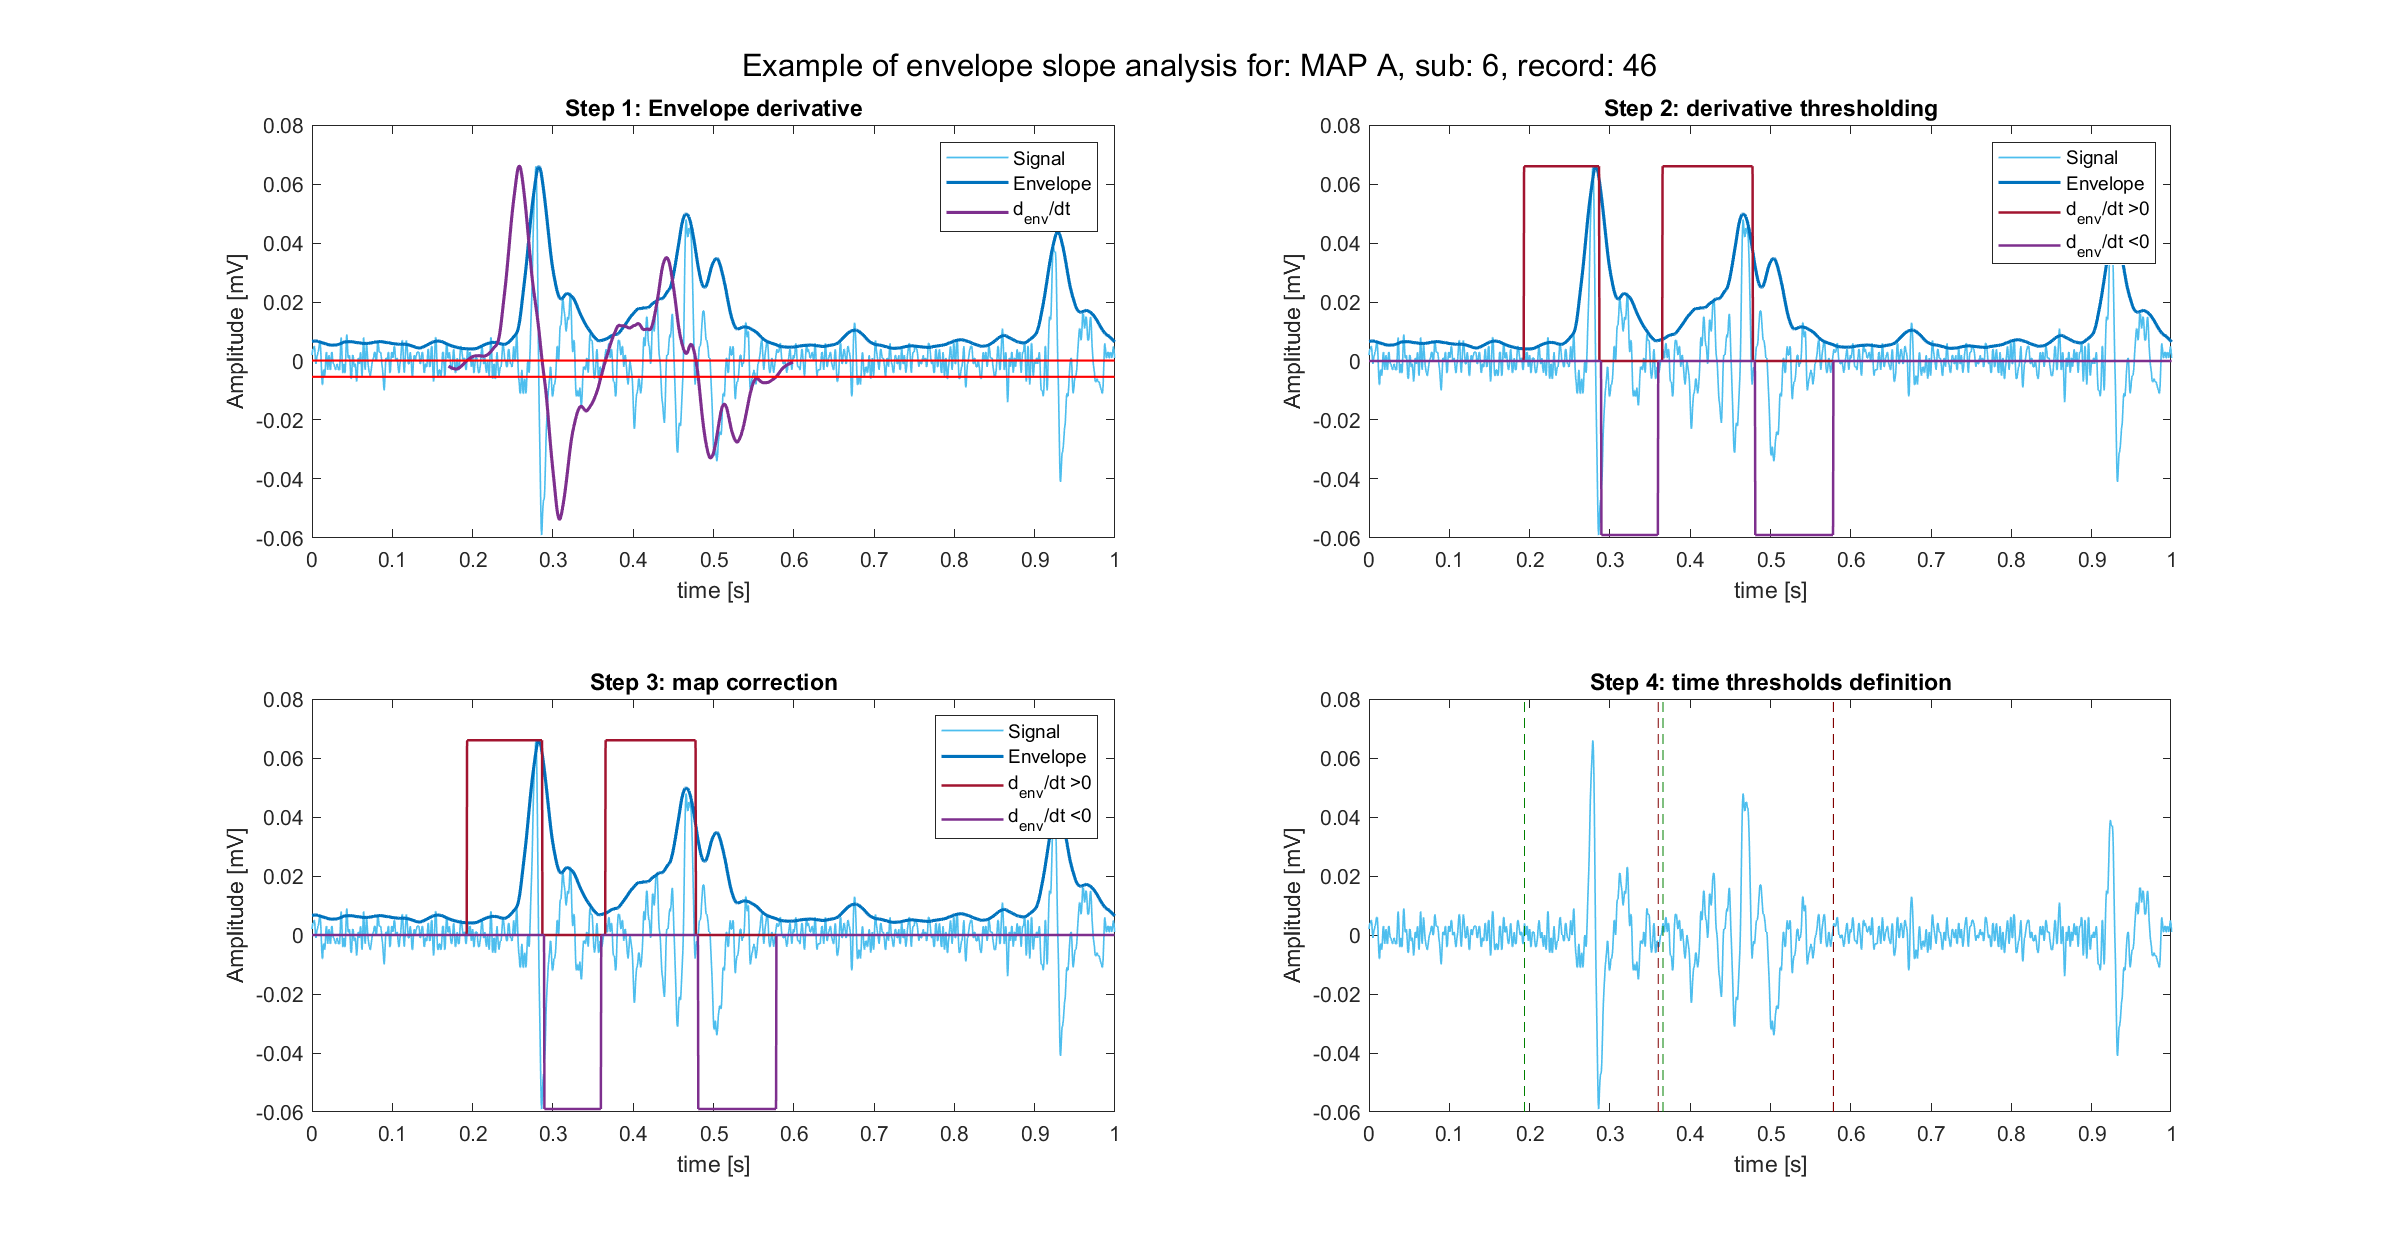 Example of envelope slope analysis for: MAP A, sub: 6, record: 46
Step 1: Envelope derivative
0.08
0.06
0.04
0.02
0
-0.02
-0.04
-0.06
Amplitude [mV]
0 0.1 0.2 0.3 0.4 0.5 0.6 0.7 0.8 0.9 1
time [s]
Signal
Envelope
d_env/dt
Step 2: derivative thresholding
0.08
0.06
0.04
0.02
0
-0.02
-0.04
-0.06
Amplitude [mV]
0 0.1 0.2 0.3 0.4 0.5 0.6 0.7 0.8 0.9 1
time [s]
Signal
Envelope
d_env/dt >0
d_env/dt <0
Step 3: map correction
0.08
0.06
0.04
0.02
0
-0.02
-0.04
-0.06
Amplitude [mV]
0 0.1 0.2 0.3 0.4 0.5 0.6 0.7 0.8 0.9 1
time [s]
Signal
Envelope
d_env/dt >0
d_env/dt <0
Step 4: time thresholds definition
0.08
0.06
0.04
0.02
0
-0.02
-0.04
-0.06
Amplitude [mV]
0 0.1 0.2 0.3 0.4 0.5 0.6 0.7 0.8 0.9 1
time [s]